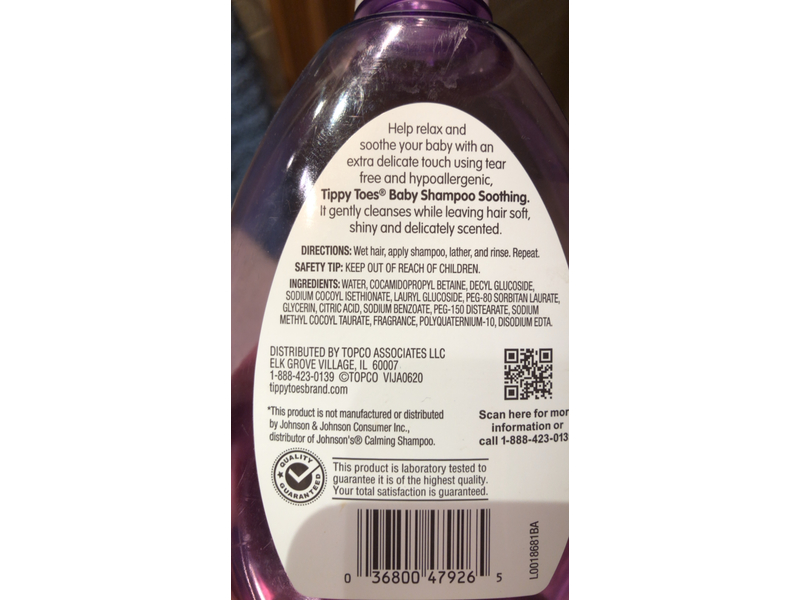 Help relax and
soothe your baby with an
extra delicate touch using tear
free and hypoallergenic,
Tippy Toes® Baby Shampoo Soothing.
It gently cleanses while leaving hair soft,
shiny and delicately scented.
DIRECTIONS: Wet hair, apply shampoo, lather, and rinse. Repeat.
SAFETY TIP: KEEP OUT OF REACH OF CHILDREN.
INGREDIENTS: WATER, COCAMIDOPROPYL BETAINE, DECYL GLUCOSIDE,
SODIUM COCOYL ISETHIONATE, LAURYL GLUCOSIDE, PEG-80 SORBITAN LAURATE,
GLYCERIN, CITRIC ACID, SODIUM BENZOATE, PEG-150 DISTEARATE, SODIUM
METHYL COCOYL TAURATE, FRAGRANCE, POLYQUATERNIUM-10, DISODIUM EDTA.
DISTRIBUTED BY TOPCO ASSOCIATES LLC
ELK GROVE VILLAGE, IL 60007
1-888-423-0139 ©TOPCO VIJA0620
tippytoesbrand.com
*This product is not manufactured or distributed
by Johnson & Johnson Consumer Inc.,
distributor of Johnson's® Calming Shampoo.
Scan here for mor
information or
call 1-888-423-013
QUALITY GUARANTEED
This product is laboratory tested to
guarantee it is of the highest quality.
Your total satisfaction is guaranteed.
0 36800 47926 5
L0018681BA